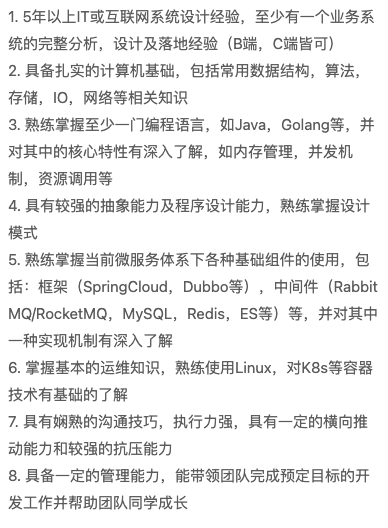 1. 5年以上IT或互联网系统设计经验，至少有一个业务系
统的完整分析，设计及落地经验（B端，C端皆可）
2. 具备扎实的计算机基础，包括常用数据结构，算法，
存储，IO，网络等相关知识
3. 熟练掌握至少一门编程语言，如Java，Golang等，并
对其中的核心特性有深入了解，如内存管理，并发机
制，资源调用等
4. 具有较强的抽象能力及程序设计能力，熟练掌握设计
模式
5. 熟练掌握当前微服务体系下各种基础组件的使用，包
括：框架（SpringCloud，Dubbo等）, 中间件（Rabbit
MQ/RocketMQ，MySQL，Redis，ES等）等，并对其中
一种实现机制有深入了解
6. 掌握基本的运维知识，熟练使用Linux，对K8s等容器
技术有基础的了解
7. 具有娴熟的沟通技巧，执行力强，具有一定的横向推
动能力和较强的抗压能力
8. 具备一定的管理能力，能带领团队完成预定目标的开
发工作并帮助团队同学成长